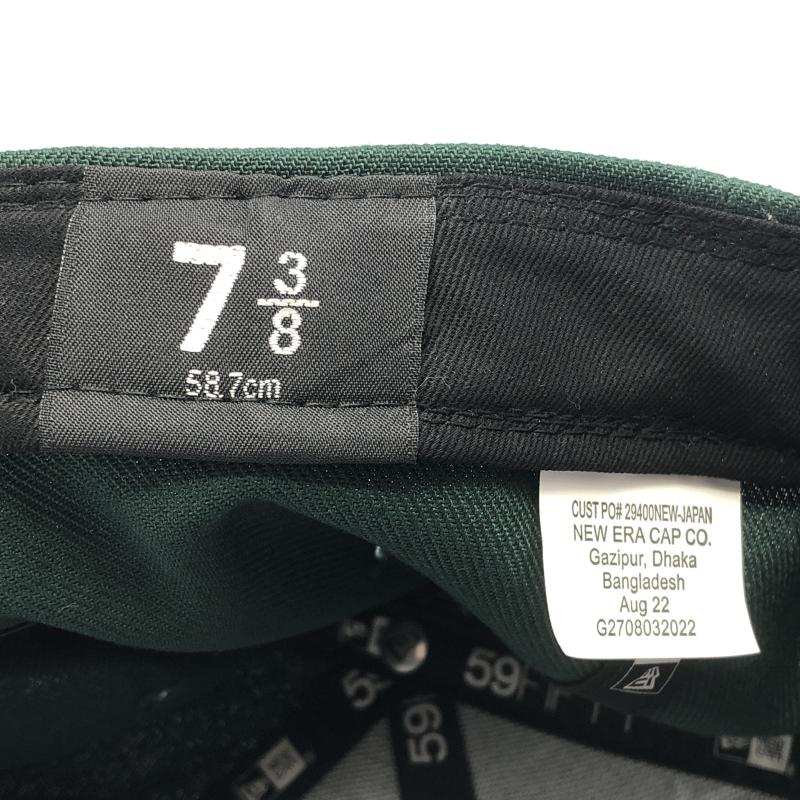 7 3/8
58.7cm
CUST PO# 29400NEW-JAPAN
NEW ERA CAP CO.
Gazipur, Dhaka
Bangladesh
Aug 22
G2708032022
59FIFTY
59
59